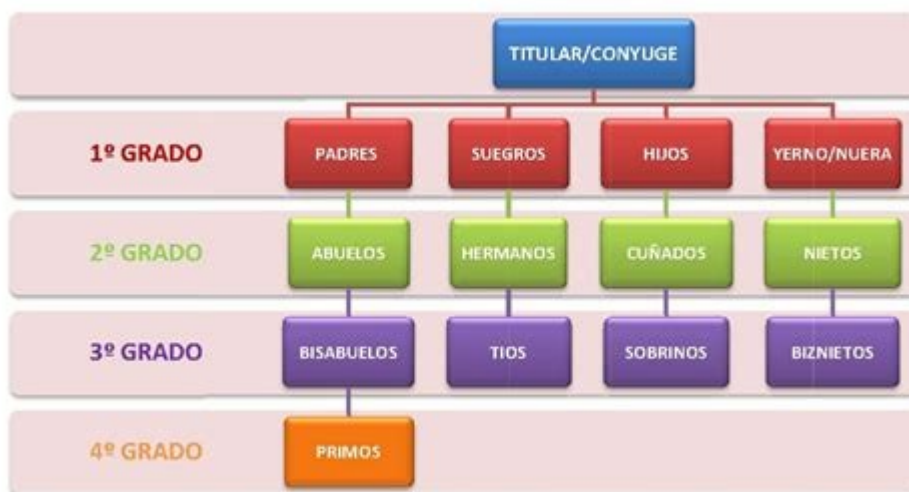 TITULAR/CONYUGE
1º GRADO
PADRES
SUEGROS
HIJOS
YERNO/NUERA
2º GRADO
ABUELOS
HERMANOS
CUÑADOS
NIETOS
3º GRADO
BISABUELOS
TIOS
SOBRINOS
BIZNIETOS
4º GRADO
PRIMOS